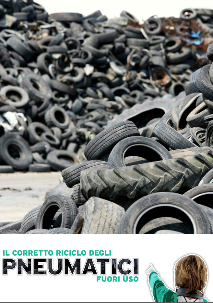 IL CORRETTO RICICLO DEGLI
PNEUMATICI
FUORI USO